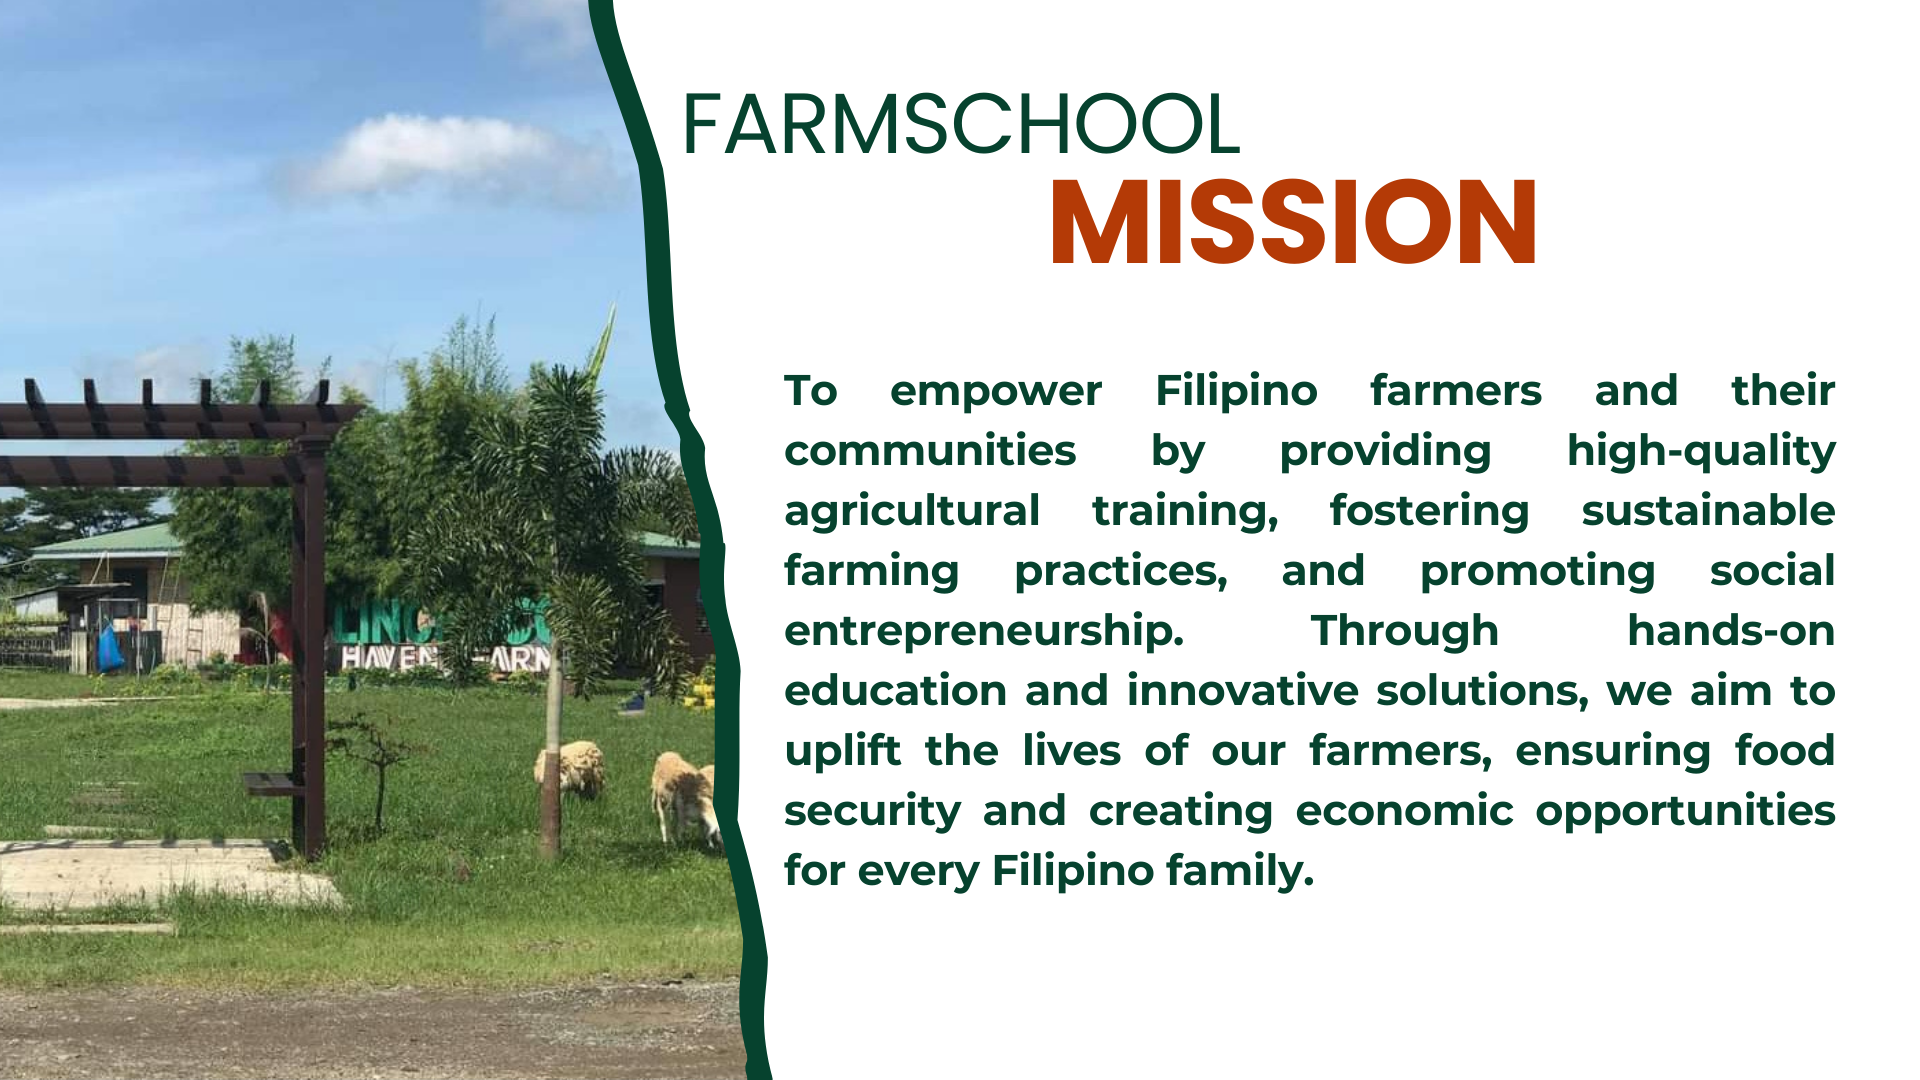 FARMSCHOOL
MISSION
To empower Filipino farmers and their
communities by providing high-quality
agricultural training, fostering sustainable
farming practices, and promoting social
entrepreneurship. Through hands-on
education and innovative solutions, we aim to
uplift the lives of our farmers, ensuring food
security and creating economic opportunities
for every Filipino family.
HAVEN FARM